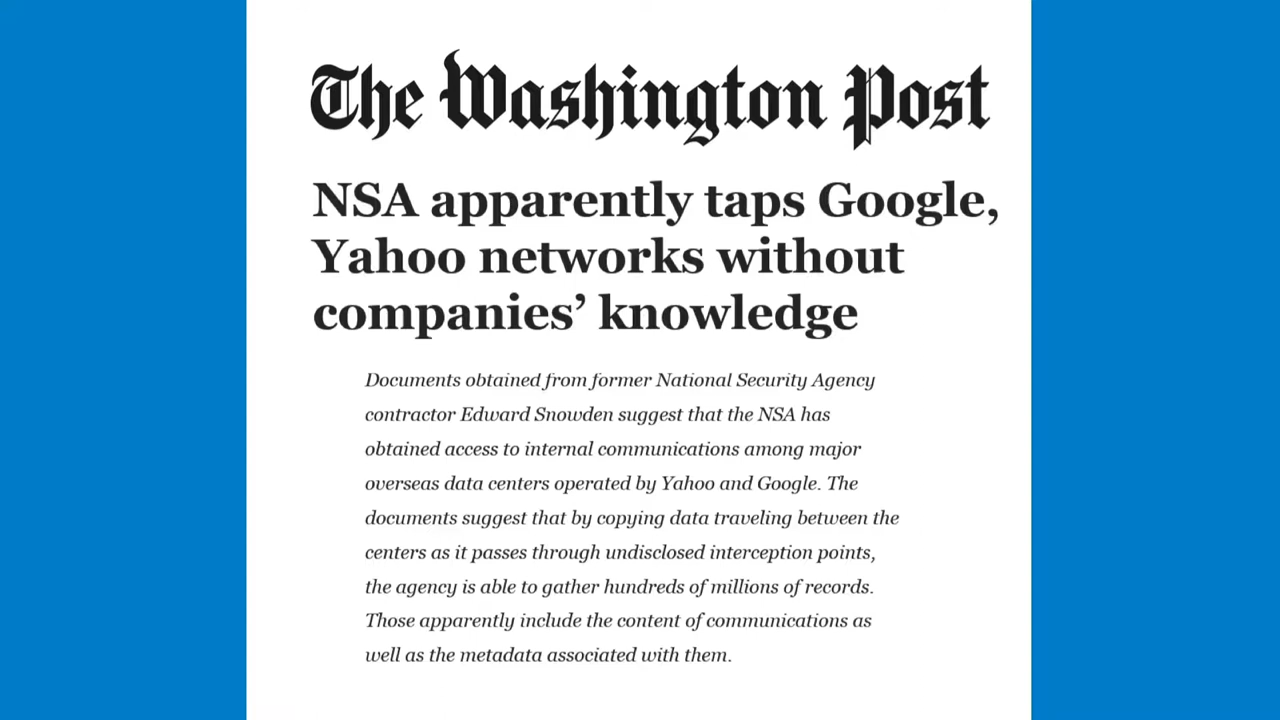 The Washington Post
NSA apparently taps Google,
Yahoo networks without
companies’ knowledge
Documents obtained from former National Security Agency
contractor Edward Snowden suggest that the NSA has
obtained access to internal communications among major
overseas data centers operated by Yahoo and Google. The
documents suggest that by copying data traveling between the
centers as it passes through undisclosed interception points,
the agency is able to gather hundreds of millions of records.
Those apparently include the content of communications as
well as the metadata associated with them.